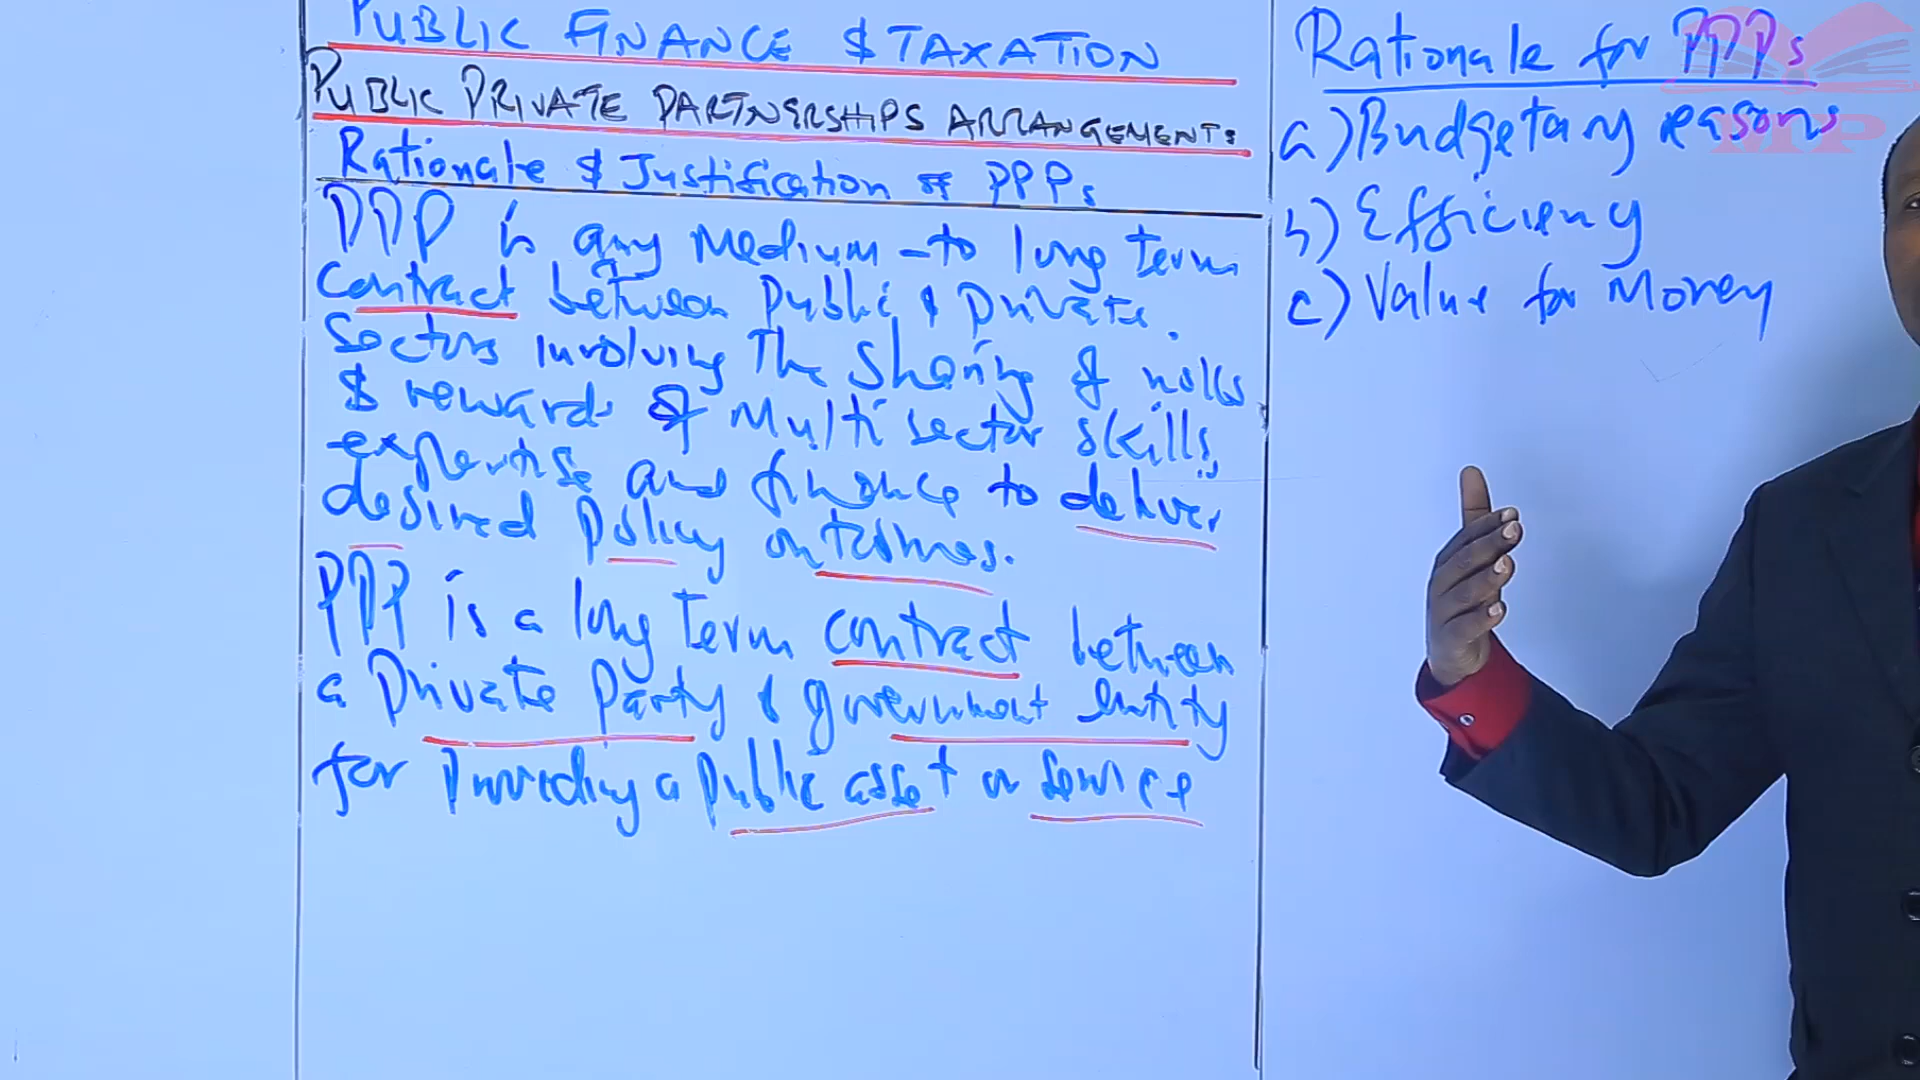 PUBLIC FINANCE & TAXATION
PUBLIC PRIVATE PARTNERSHIPS ARRANGEMENTS
Rationale & Justification of PPPs
PPP is any Medium-to long term
contract between Public & Private
Sectors involving The Sharing of risks
& rewards of Multi sector skills,
expertise and finance to deliver
desired policy outcomes.
PPP is a long term contract between
a Private Party & government entity
for Providing a public asset or service
Rationale for PPPs
a) Budgetary reasons
b) Efficiency
c) Value for Money
MP